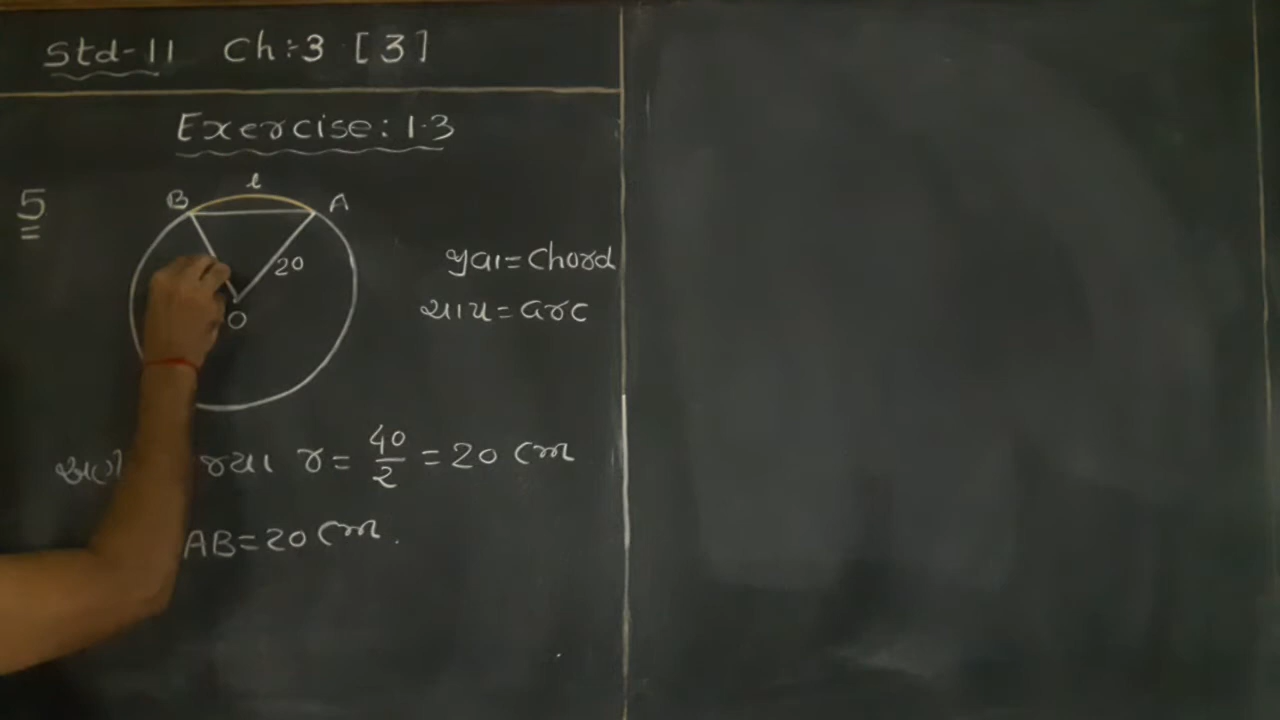 Std-11 Ch:3 [3]
Exercise: 1.3
5
l
B
A
20
O
જીવા = Chord
ચાપ = arc
અહીં ત્રિજ્યા r = 40/2 = 20 cm
AB = 20 cm.